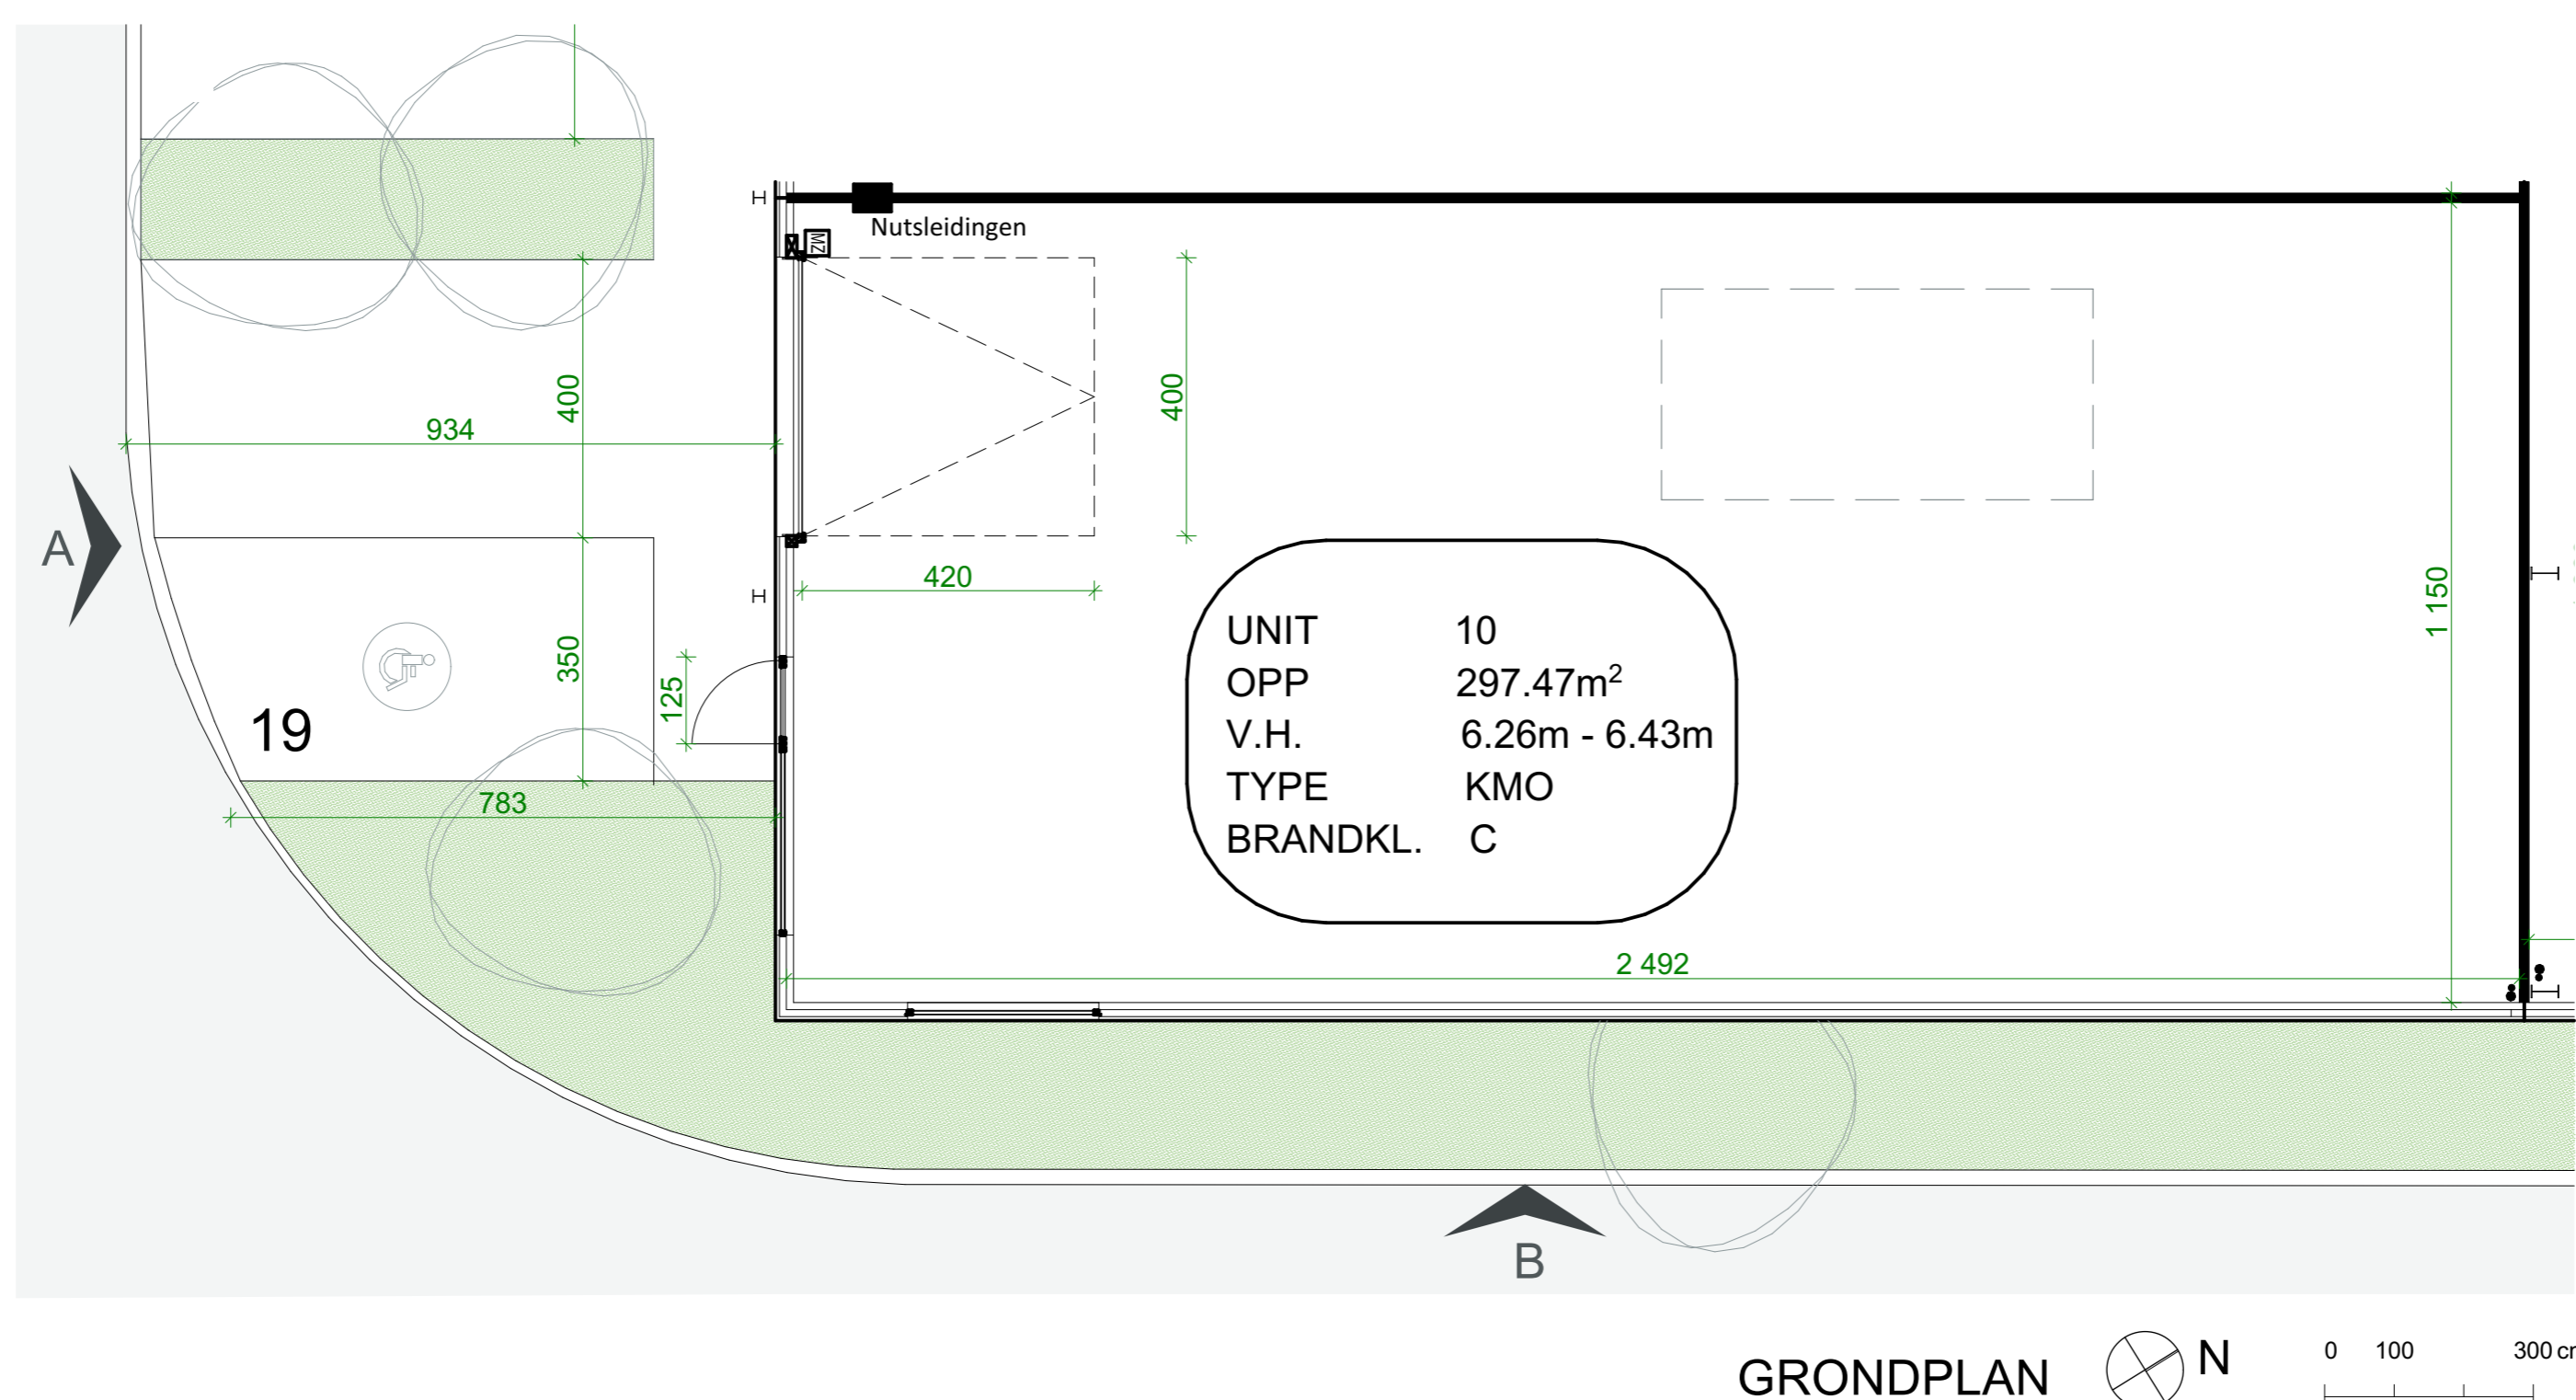 Nutsleidingen
MZ
H
400
400
934
A
420
H
1 150
350
125
UNIT 10
OPP 297.47m²
V.H. 6.26m - 6.43m
TYPE KMO
BRANDKL. C
19
783
2 492
B
GRONDPLAN N
0 100 300 cm